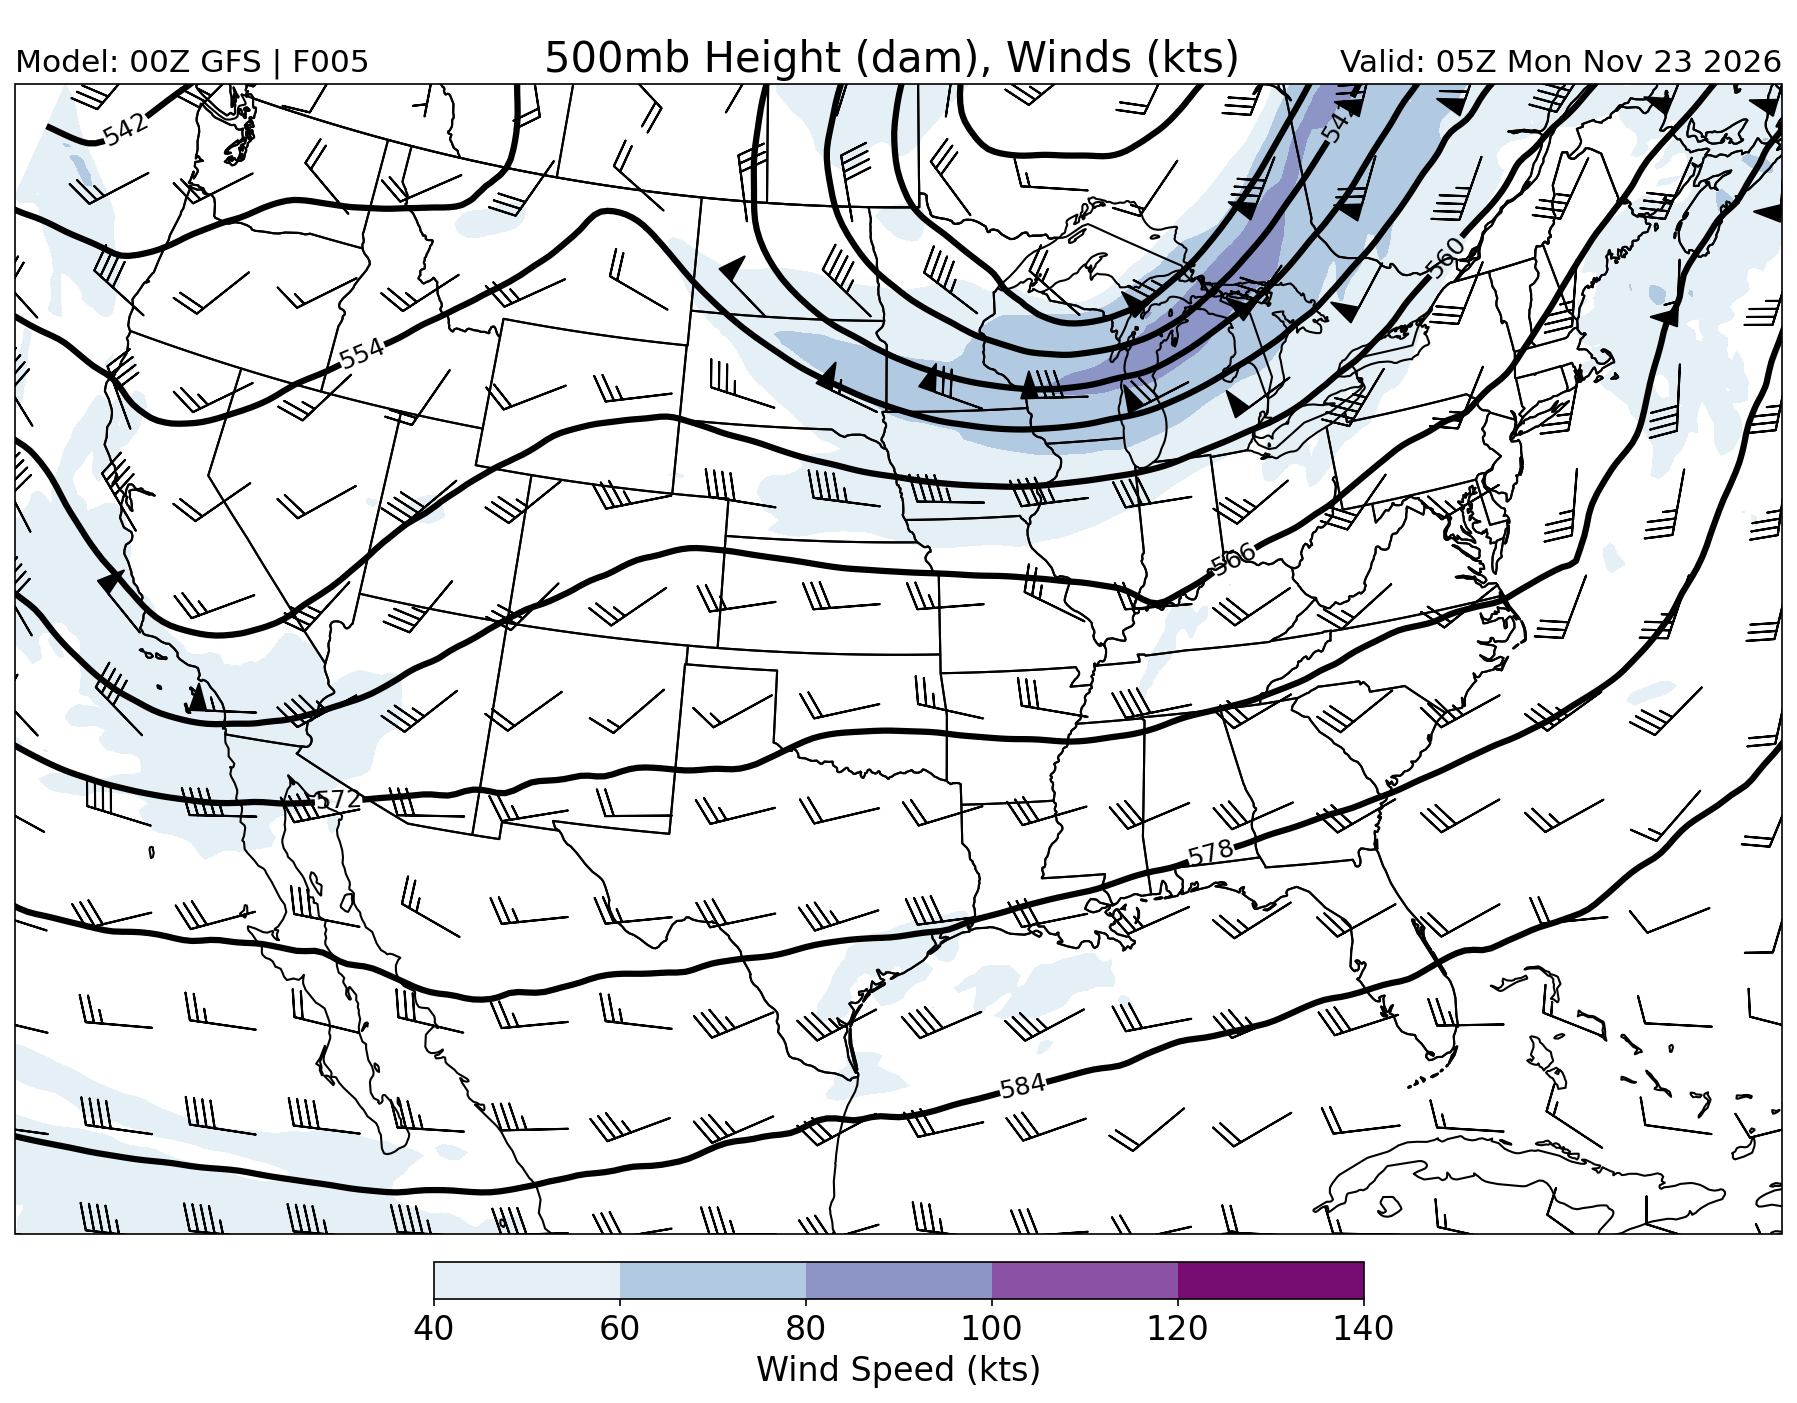 Model: 00Z GFS | F005
500mb Height (dam), Winds (kts)
Valid: 05Z Mon Nov 23 2026
542
554
560
566
572
578
584
40 60 80 100 120 140
Wind Speed (kts)